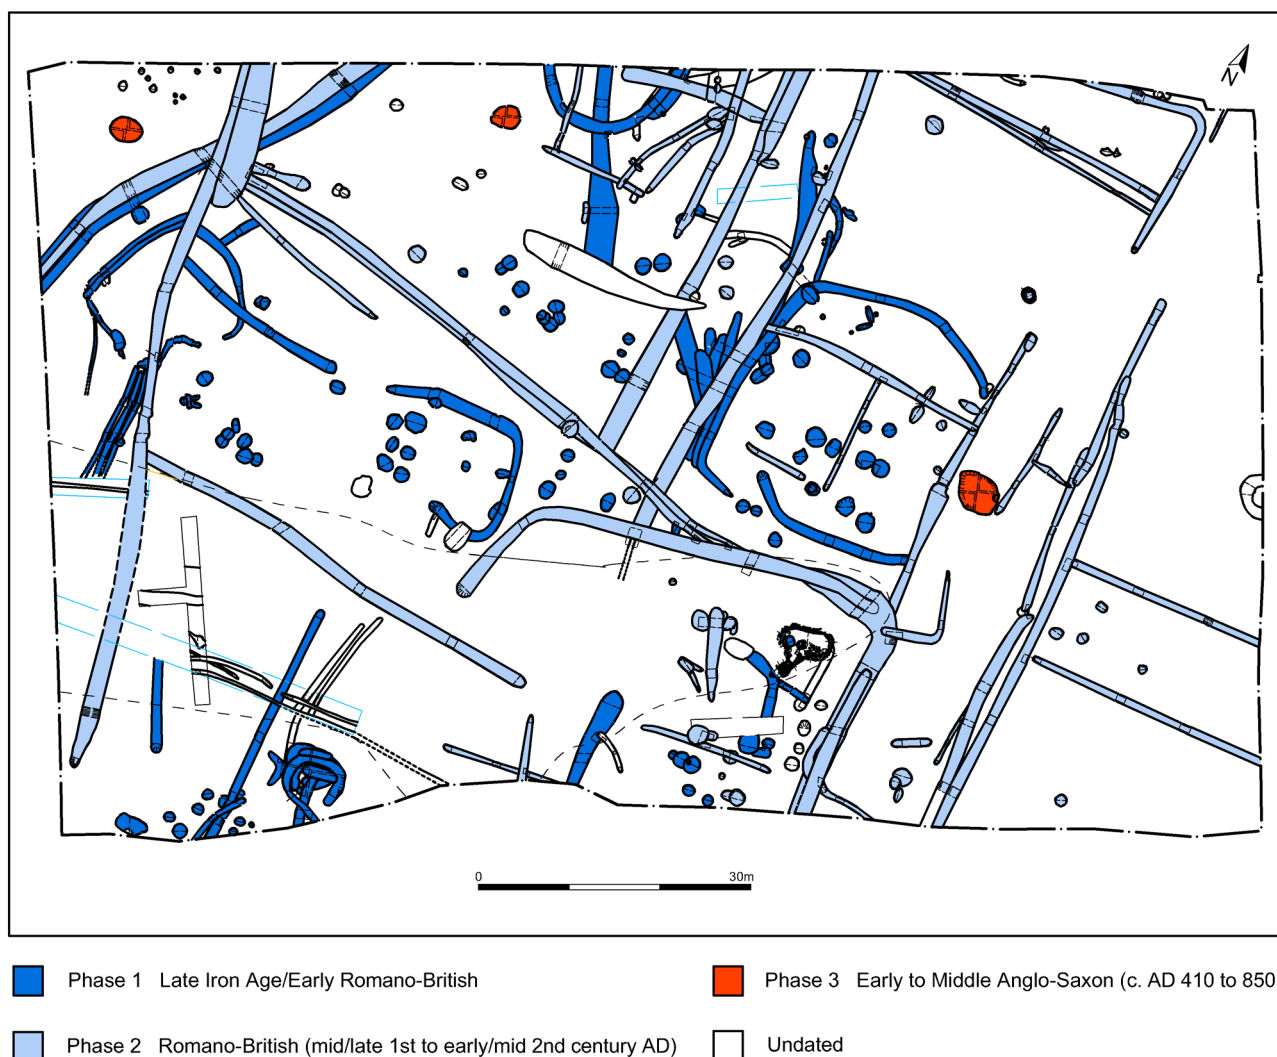 N
0 30m
Phase 1 Late Iron Age/Early Romano-British
Phase 3 Early to Middle Anglo-Saxon (c. AD 410 to 850
Phase 2 Romano-British (mid/late 1st to early/mid 2nd century AD)
Undated